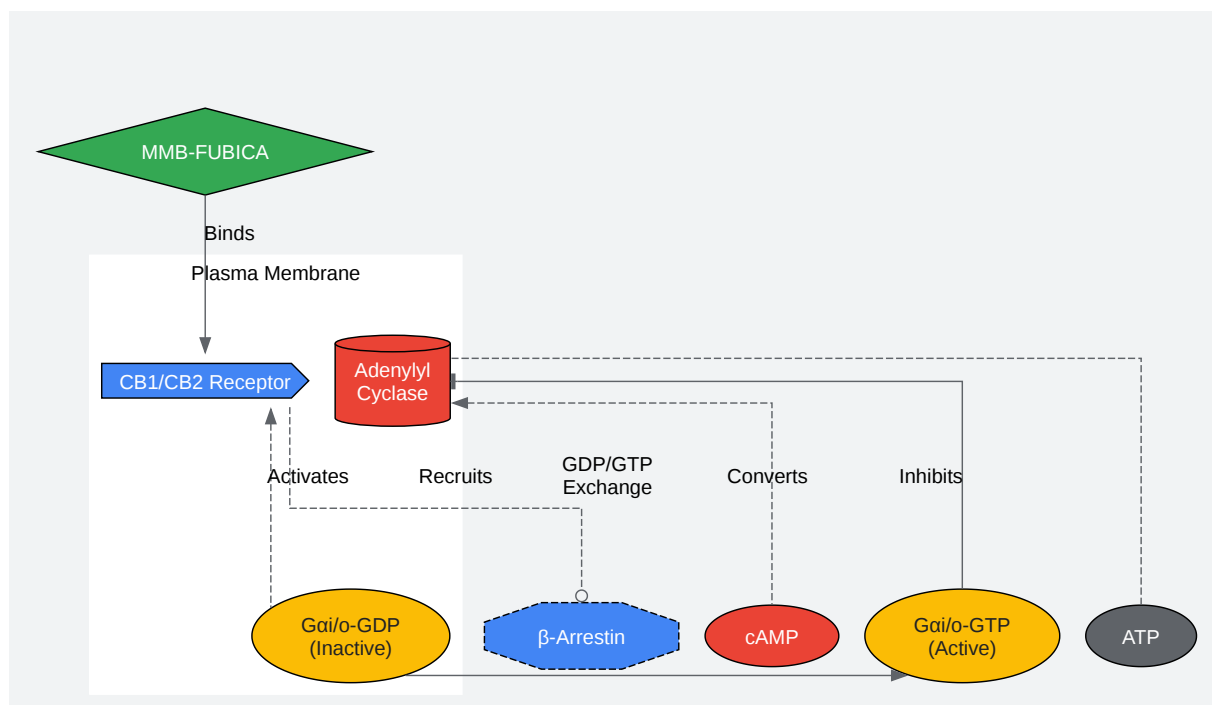 MMB-FUBICA
Binds
Plasma Membrane
CB1/CB2 Receptor
Adenylyl
Cyclase
Activates
Recruits
GDP/GTP
Exchange
Converts
Inhibits
Gαi/o-GDP
(Inactive)
β-Arrestin
cAMP
Gαi/o-GTP
(Active)
ATP